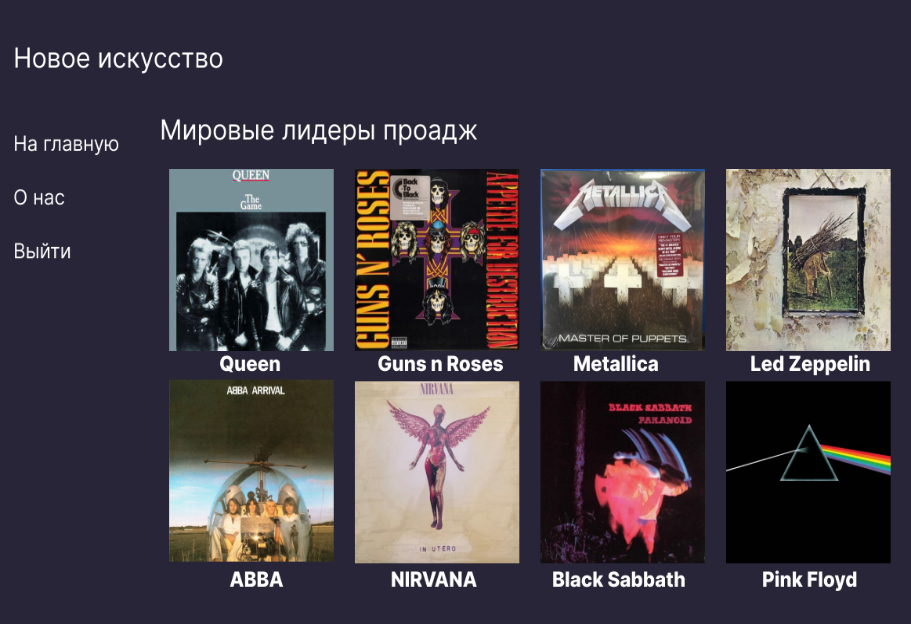 Новое искусство
На главную
О нас
Выйти
Мировые лидеры проадж
QUEEN
The
Game
GUNS N' ROSES
Back
To
Black
APPETITE FOR DESTRUCTION
METALLICA
MASTER OF PUPPETS
Queen
Guns n Roses
Metallica
Led Zeppelin
ABBA ARRIVAL
NIRVANA
IN UTERO
BLACK SABBATH
PARANOID
ABBA
NIRVANA
Black Sabbath
Pink Floyd